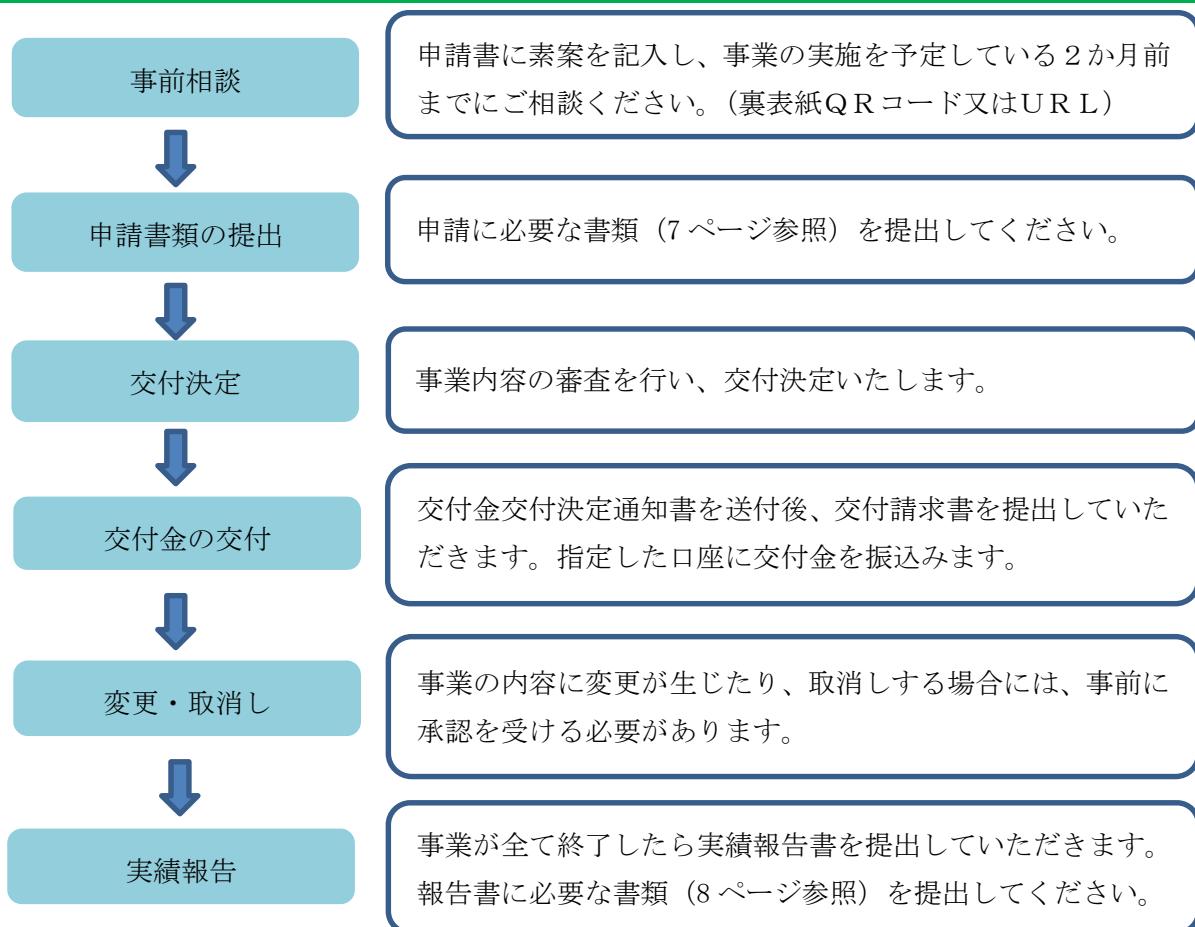 事前相談
申請書に素案を記入し、事業の実施を予定している２か月前
までにご相談ください。（裏表紙ＱＲコード又はＵＲＬ）
申請書類の提出
申請に必要な書類（7 ページ参照）を提出してください。
交付決定
事業内容の審査を行い、交付決定いたします。
交付金の交付
交付金交付決定通知書を送付後、交付請求書を提出していた
だきます。指定した口座に交付金を振込みます。
変更・取消し
事業の内容に変更が生じたり、取消しする場合には、事前に
承認を受ける必要があります。
実績報告
事業が全て終了したら実績報告書を提出していただきます。
報告書に必要な書類（8 ページ参照）を提出してください。